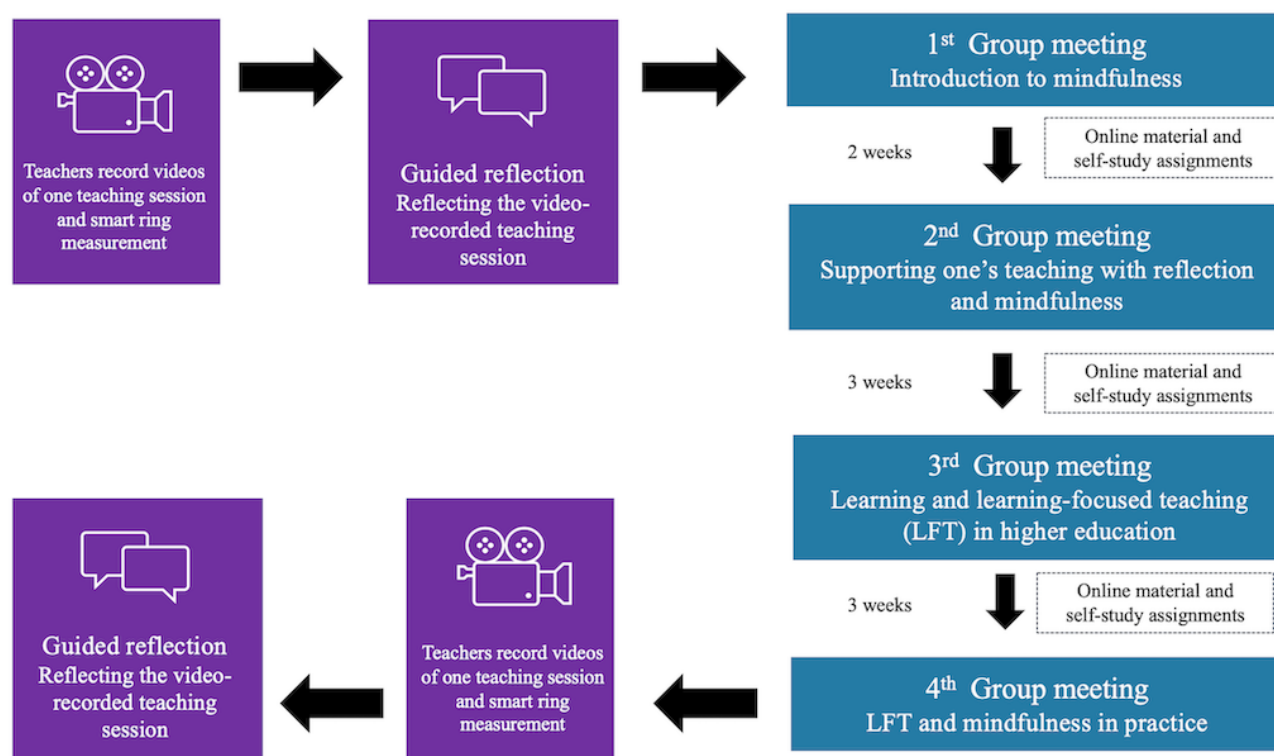 Teachers record videos
of one teaching session
and smart ring
measurement
Guided reflection
Reflecting the video-
recorded teaching
session
1st Group meeting
Introduction to mindfulness
2 weeks
Online material and
self-study assignments
2nd Group meeting
Supporting one’s teaching with reflection
and mindfulness
3 weeks
Online material and
self-study assignments
3rd Group meeting
Learning and learning-focused teaching
(LFT) in higher education
3 weeks
Online material and
self-study assignments
4th Group meeting
LFT and mindfulness in practice
Teachers record videos
of one teaching session
and smart ring
measurement
Guided reflection
Reflecting the video-
recorded teaching
session